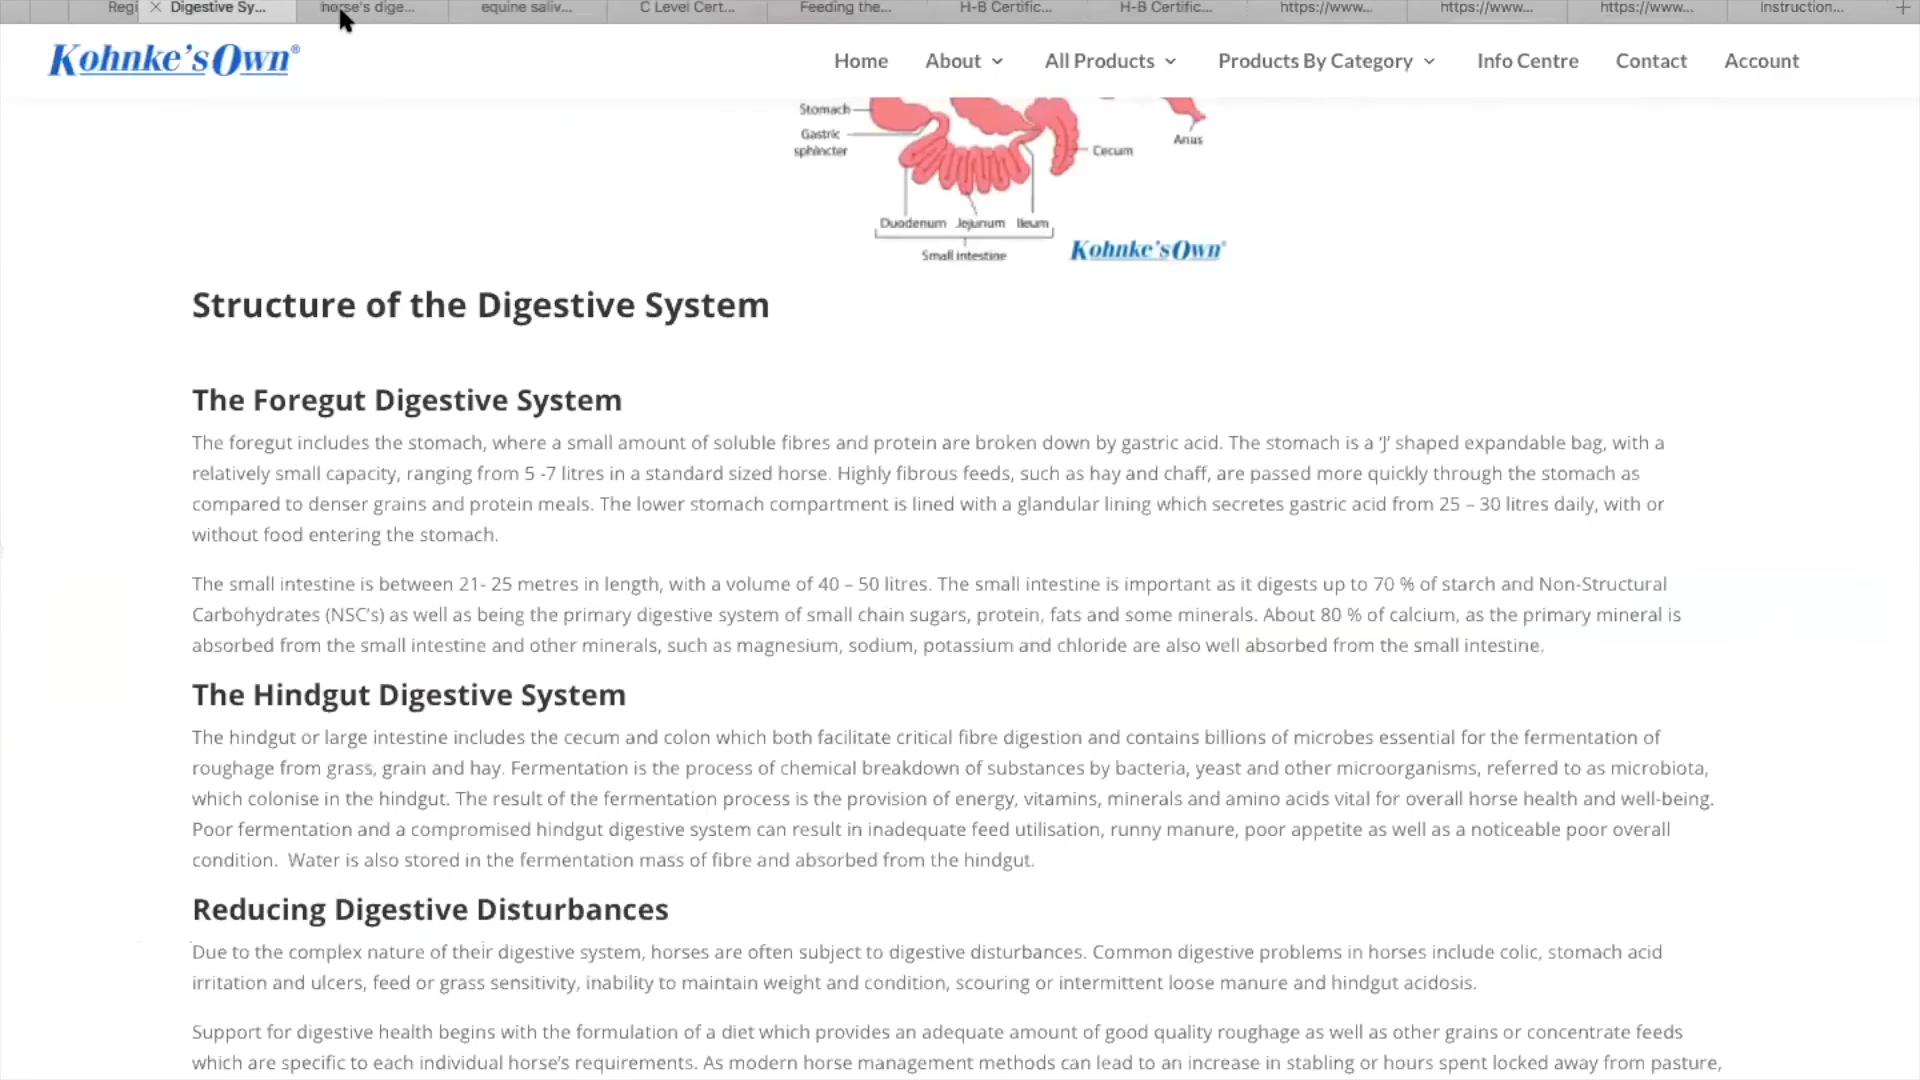 Regi
Digestive Sy...
horse's dige...
equine saliv...
C Level Cert...
Feeding the...
H-B Certific...
H-B Certific...
https://www...
https://www...
https://www...
Instruction...
Kohnke's Own®
Home
About
All Products
Products By Category
Info Centre
Contact
Account
Stomach
Gastric
sphincter
Anus
Cecum
Duodenum Jejunum Ileum
Small intestine
Kohnke's Own®
Structure of the Digestive System
The Foregut Digestive System
The foregut includes the stomach, where a small amount of soluble fibres and protein are broken down by gastric acid. The stomach is a ‘J’ shaped expandable bag, with a
relatively small capacity, ranging from 5 -7 litres in a standard sized horse. Highly fibrous feeds, such as hay and chaff, are passed more quickly through the stomach as
compared to denser grains and protein meals. The lower stomach compartment is lined with a glandular lining which secretes gastric acid from 25 – 30 litres daily, with or
without food entering the stomach.
The small intestine is between 21- 25 metres in length, with a volume of 40 – 50 litres. The small intestine is important as it digests up to 70 % of starch and Non-Structural
Carbohydrates (NSC’s) as well as being the primary digestive system of small chain sugars, protein, fats and some minerals. About 80 % of calcium, as the primary mineral is
absorbed from the small intestine and other minerals, such as magnesium, sodium, potassium and chloride are also well absorbed from the small intestine.
The Hindgut Digestive System
The hindgut or large intestine includes the cecum and colon which both facilitate critical fibre digestion and contains billions of microbes essential for the fermentation of
roughage from grass, grain and hay. Fermentation is the process of chemical breakdown of substances by bacteria, yeast and other microorganisms, referred to as microbiota,
which colonise in the hindgut. The result of the fermentation process is the provision of energy, vitamins, minerals and amino acids vital for overall horse health and well-being.
Poor fermentation and a compromised hindgut digestive system can result in inadequate feed utilisation, runny manure, poor appetite as well as a noticeable poor overall
condition.  Water is also stored in the fermentation mass of fibre and absorbed from the hindgut.
Reducing Digestive Disturbances
Due to the complex nature of their digestive system, horses are often subject to digestive disturbances. Common digestive problems in horses include colic, stomach acid
irritation and ulcers, feed or grass sensitivity, inability to maintain weight and condition, scouring or intermittent loose manure and hindgut acidosis.
Support for digestive health begins with the formulation of a diet which provides an adequate amount of good quality roughage as well as other grains or concentrate feeds
which are specific to each individual horse’s requirements. As modern horse management methods can lead to an increase in stabling or hours spent locked away from pasture,